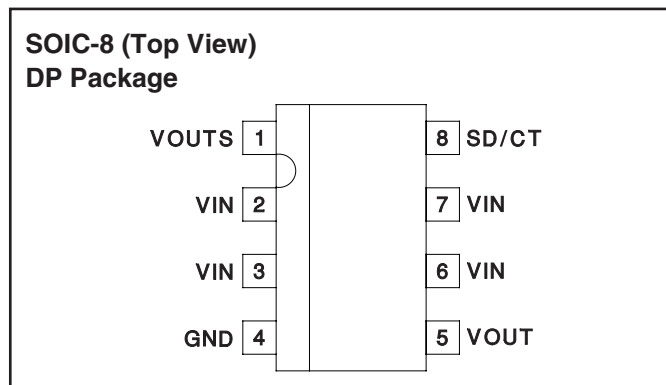 SOIC-8 (Top View)
DP Package
VOUTS 1 8 SD/CT
VIN 2 7 VIN
VIN 3 6 VIN
GND 4 5 VOUT